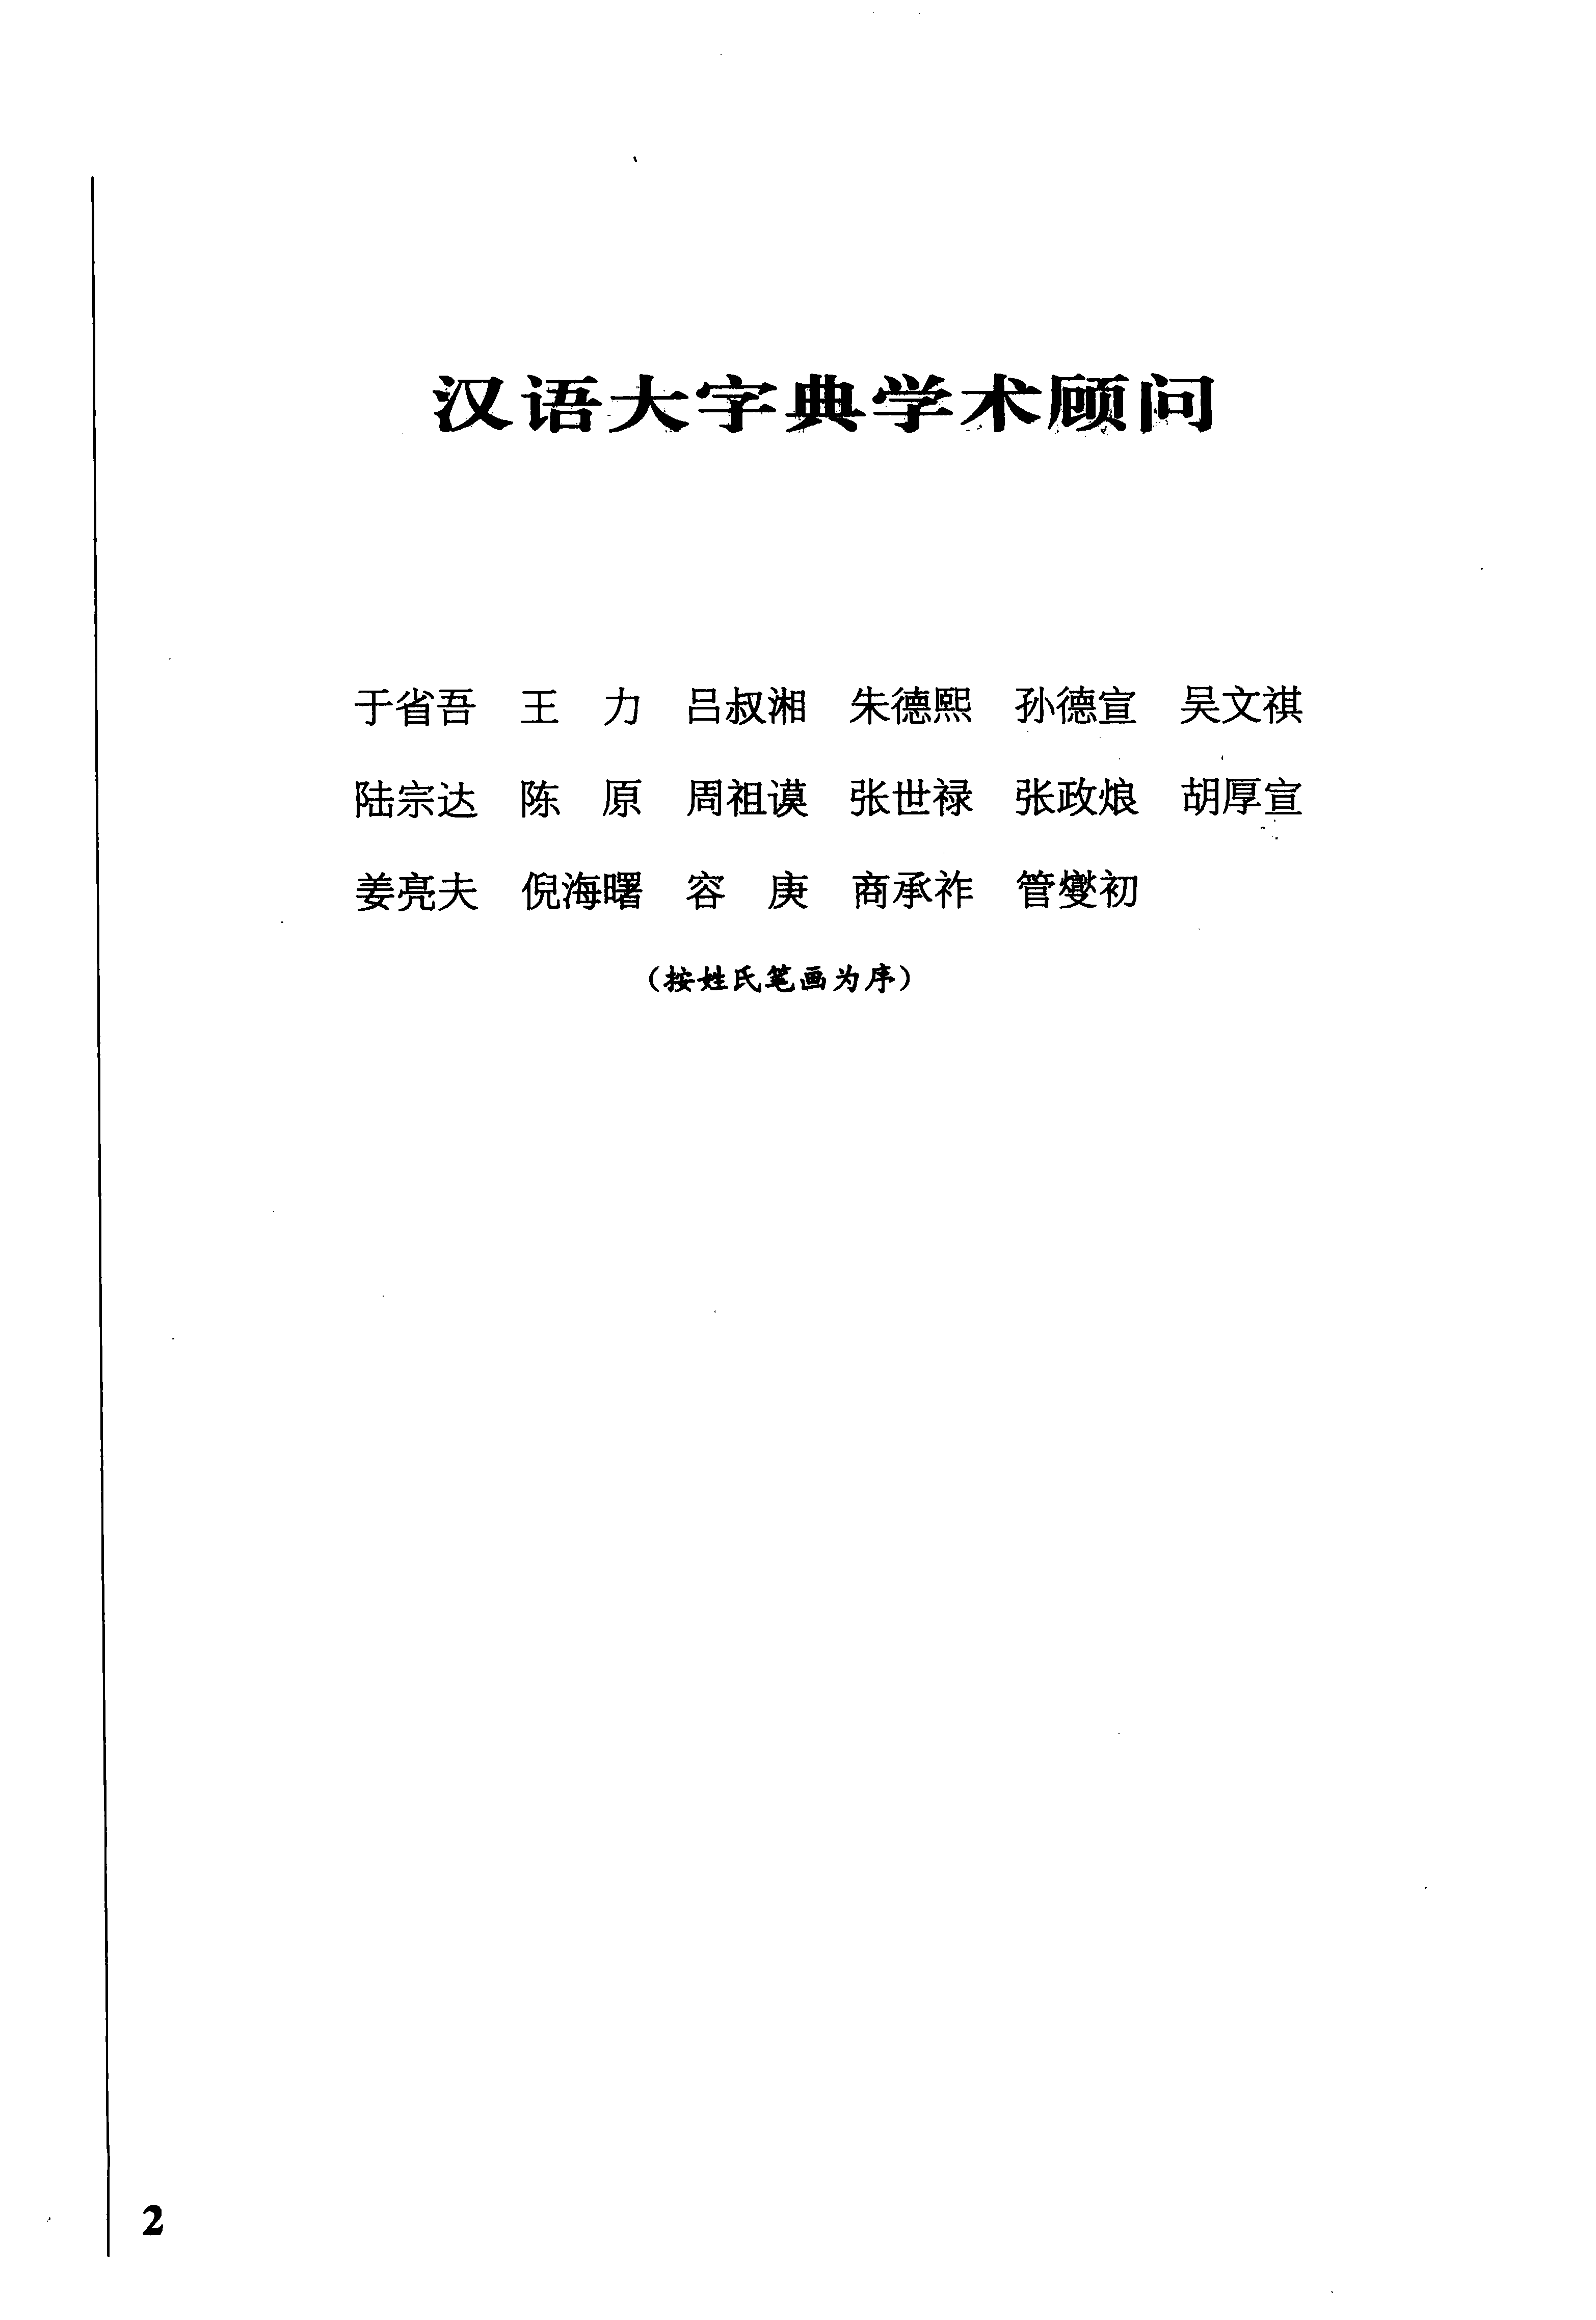 汉语大字典学术顾问
于省吾　王　力　吕叔湘　朱德熙　孙德宣　吴文祺
陆宗达　陈　原　周祖谟　张世禄　张政烺　胡厚宣
姜亮夫　倪海曙　容　庚　商承祚　管燮初
（按姓氏笔画为序）
2